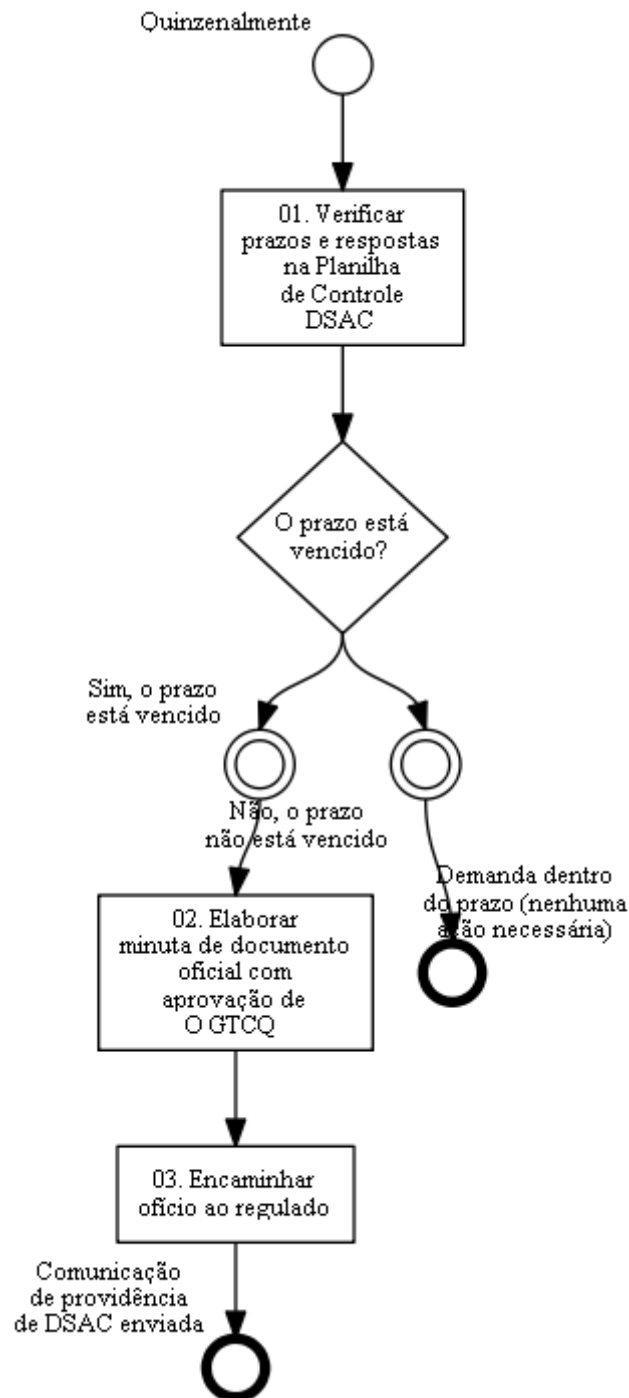 Quinzenalmente
01. Verificar
prazos e respostas
na Planilha
de Controle
DSAC
O prazo está
vencido?
Sim, o prazo
está vencido
Não, o prazo
não está vencido
Demanda dentro
do prazo (nenhuma
ação necessária)
02. Elaborar
minuta de documento
oficial com
aprovação de
O GTCQ
03. Encaminhar
ofício ao regulado
Comunicação
de providência
de DSAC enviada